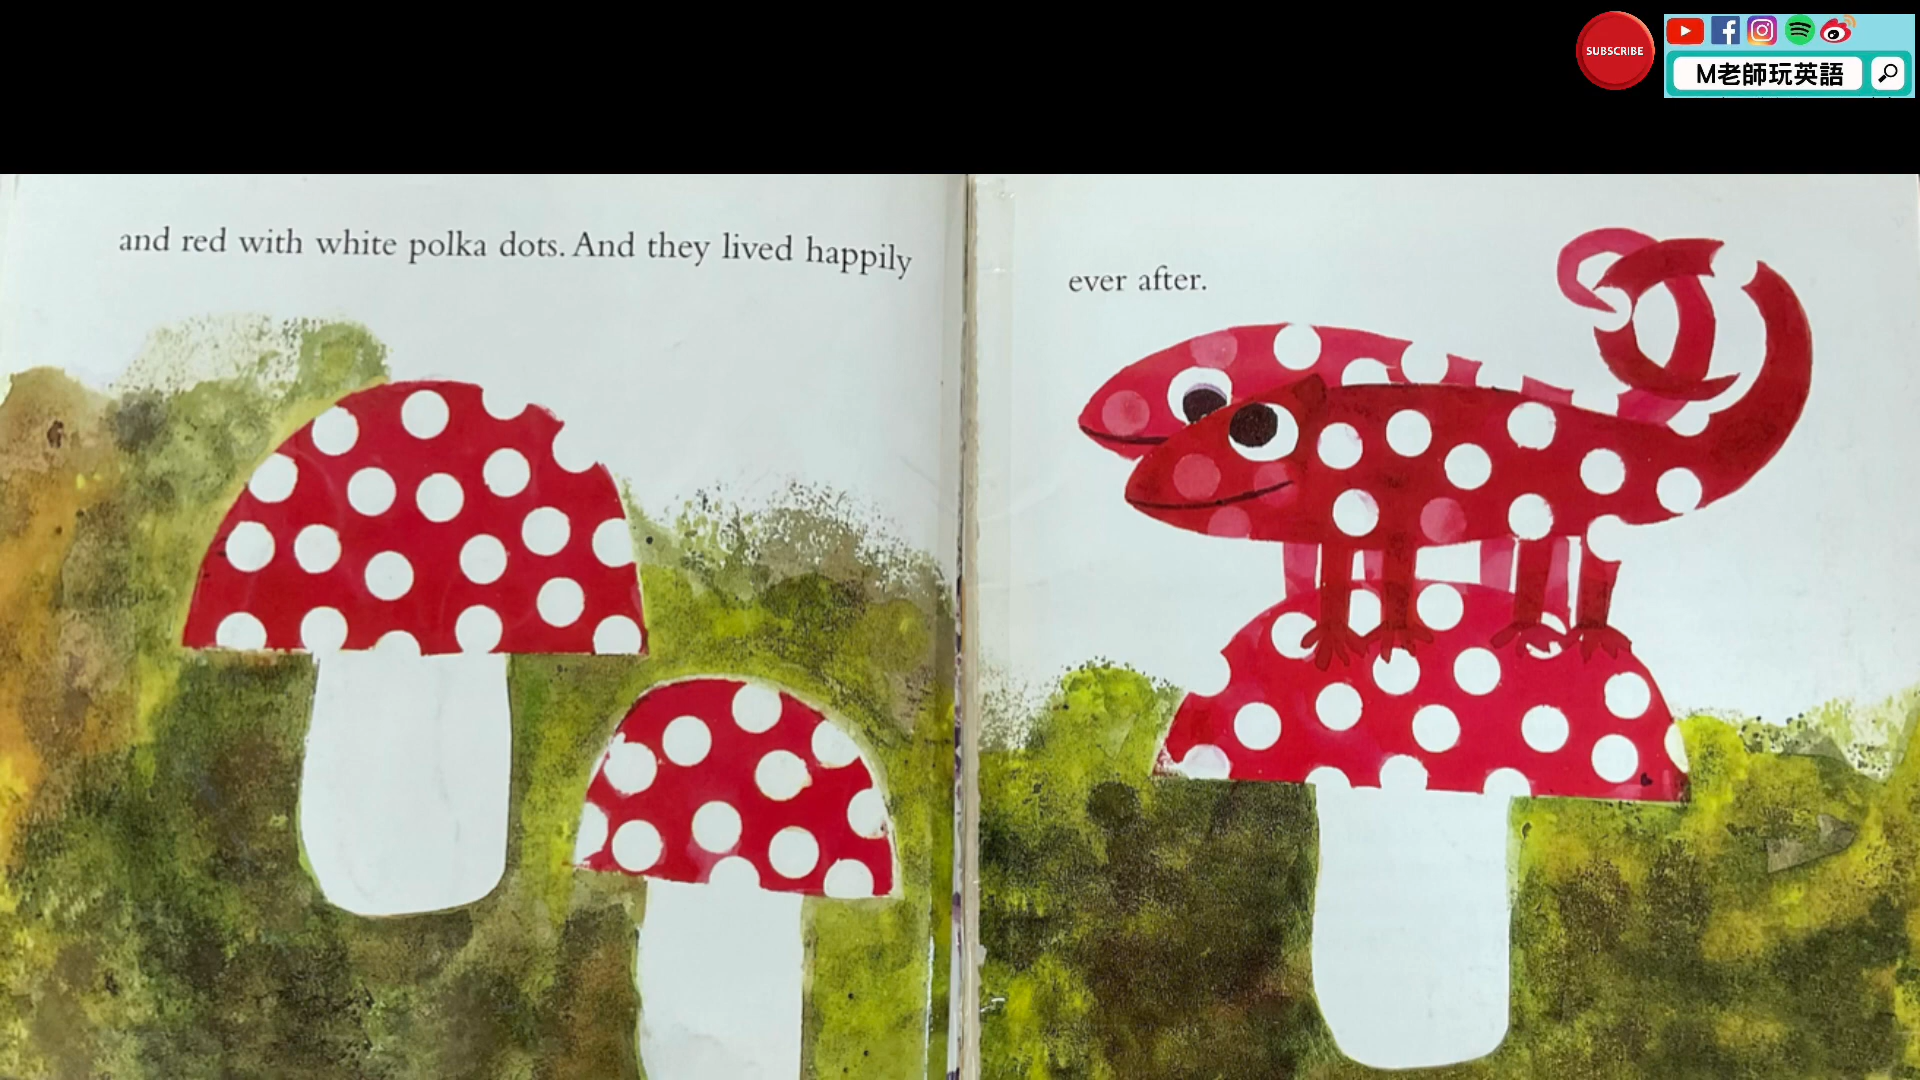 SUBSCRIBE
M老師玩英語
and red with white polka dots. And they lived happily
ever after.